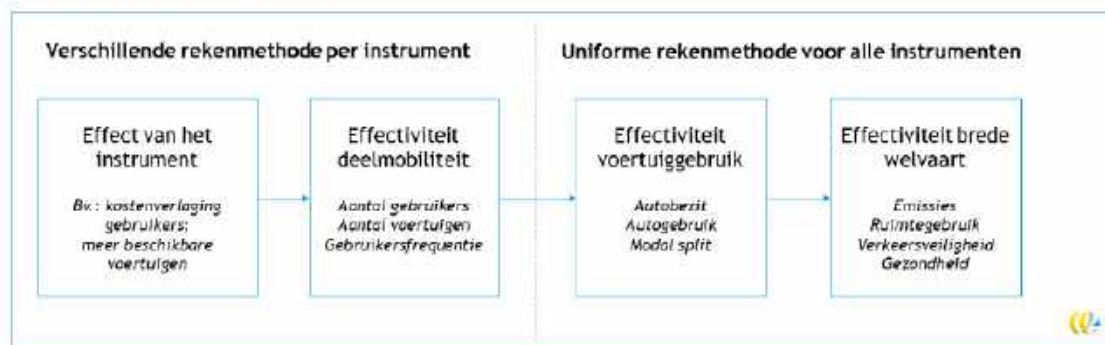 Verschillende rekenmethode per instrument
Uniforme rekenmethode voor alle instrumenten
Effect van het
instrument
Bv.: kostenverlaging
gebruikers;
meer beschikbare
voertuigen
Effectiviteit
deelmobiliteit
Aantal gebruikers
Aantal voertuigen
Gebruikersfrequentie
Effectiviteit
voertuiggebruik
Autobezit
Autogebruik
Modal split
Effectiviteit brede
welvaart
Emissies
Ruimtegebruik
Verkeersveiligheid
Gezondheid